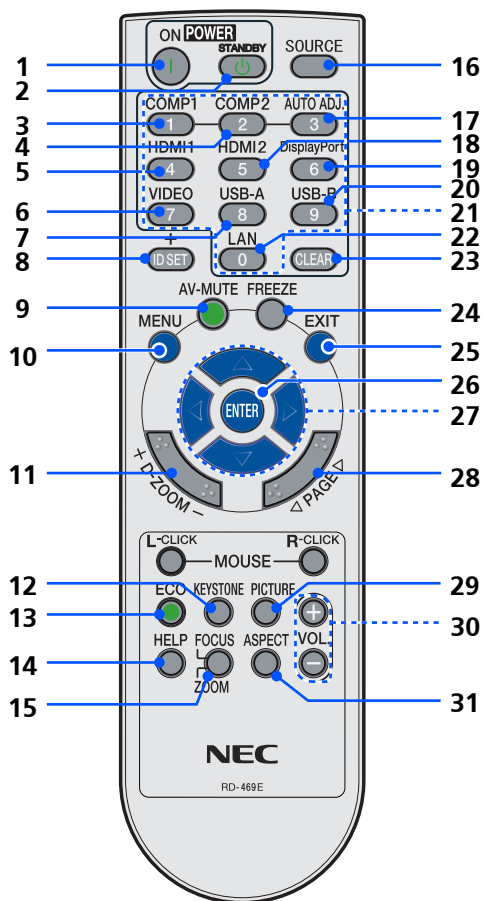 ON POWER
STANDBY
SOURCE
1
2
16
COMP1 COMP2 AUTO ADJ.
1 2 3
3
4
17
HDMI1 HDMI2 DisplayPort
4 5 6
5
18
19
VIDEO USB-A USB-B
7 8 9
6
20
21
7
LAN
0
22
+
ID SET
8
CLEAR
23
AV-MUTE FREEZE
9
24
MENU EXIT
10
25
ENTER
26
27
+ D-ZOOM −
11
◁ PAGE ▷
28
L-CLICK R-CLICK
MOUSE
ECO KEYSTONE PICTURE
+
12
13
29
30
HELP FOCUS ASPECT VOL.
−
ZOOM
14
15
31
NEC
RD-469E